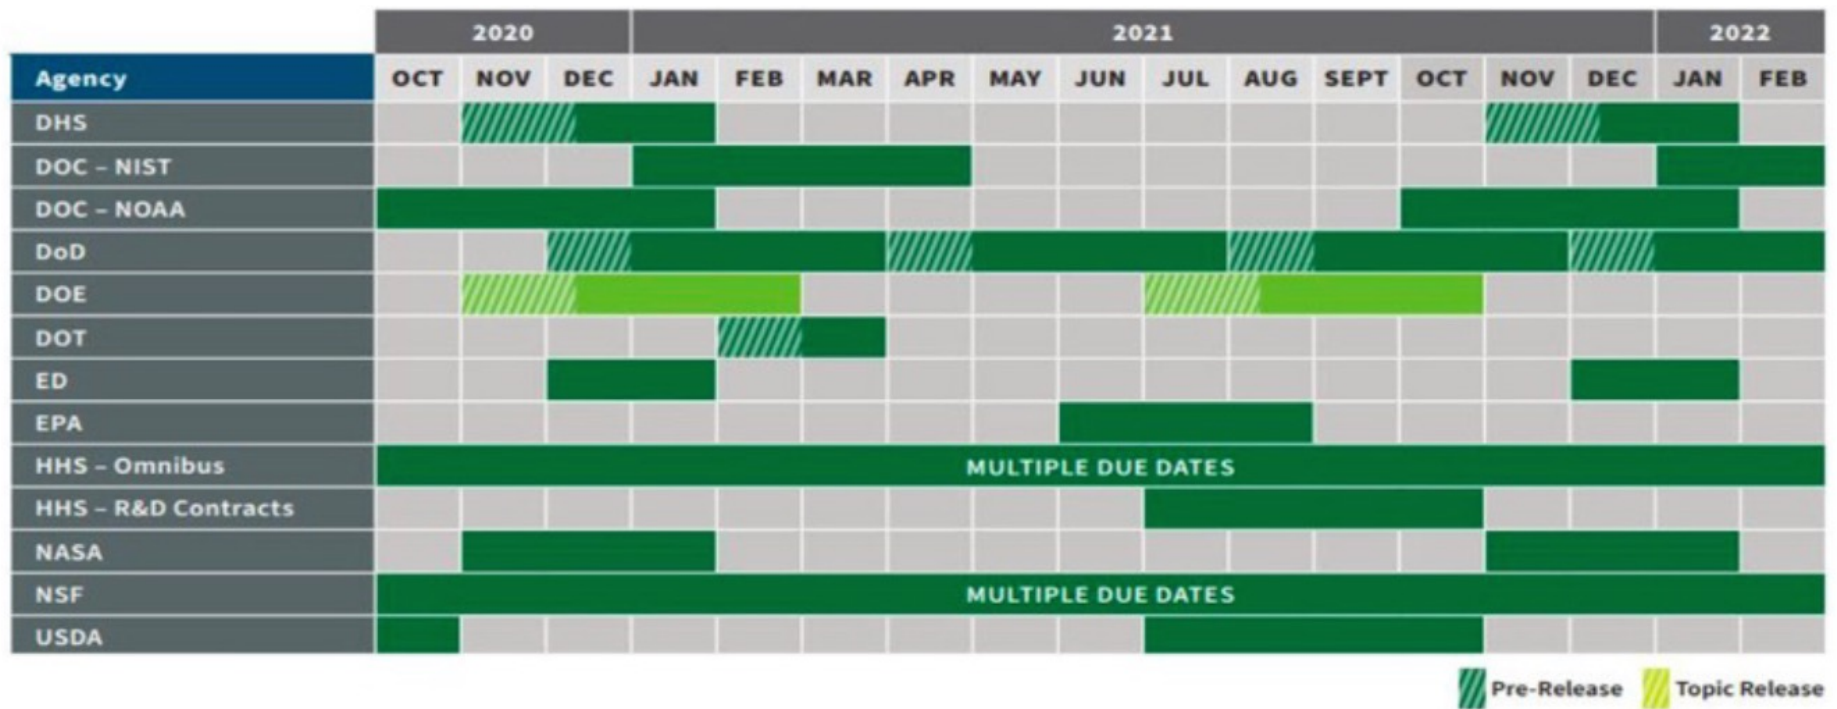 2020 2021 2022
Agency OCT NOV DEC JAN FEB MAR APR MAY JUN JUL AUG SEPT OCT NOV DEC JAN FEB
DHS
DOC – NIST
DOC – NOAA
DoD
DOE
DOT
ED
EPA
HHS – Omnibus MULTIPLE DUE DATES
HHS – R&D Contracts
NASA
NSF MULTIPLE DUE DATES
USDA
Pre-Release Topic Release